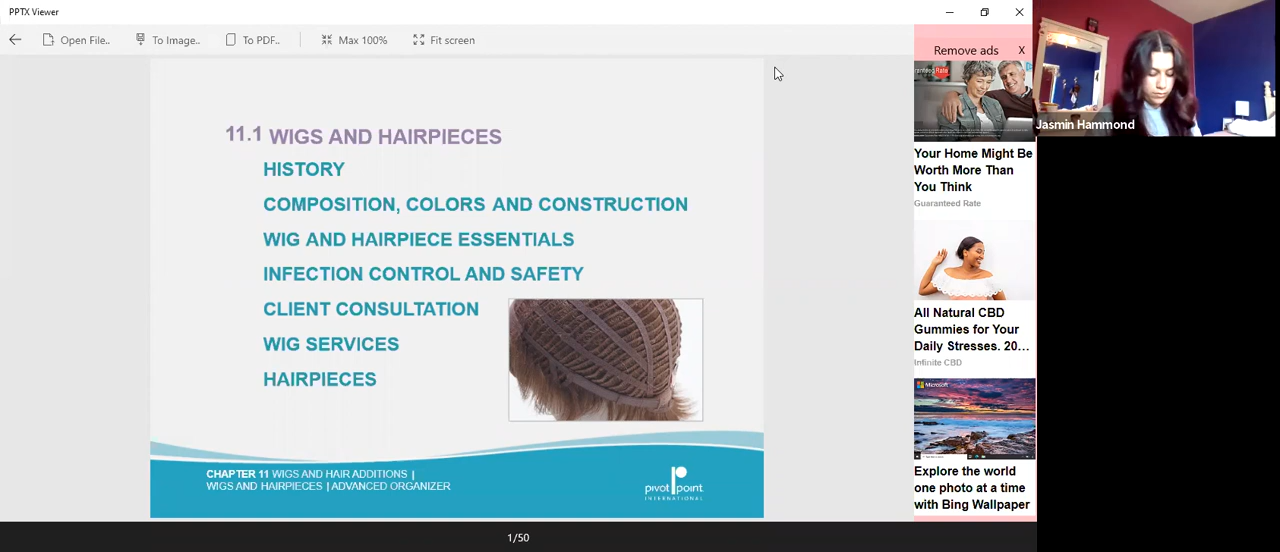 PPTX Viewer
Open File..
To Image..
To PDF..
Max 100%
Fit screen
11.1 WIGS AND HAIRPIECES
HISTORY
COMPOSITION, COLORS AND CONSTRUCTION
WIG AND HAIRPIECE ESSENTIALS
INFECTION CONTROL AND SAFETY
CLIENT CONSULTATION
WIG SERVICES
HAIRPIECES
CHAPTER 11 WIGS AND HAIR ADDITIONS |
WIGS AND HAIRPIECES | ADVANCED ORGANIZER
pivot point
INTERNATIONAL
1/50
Remove ads X
ranteed Rate
Your Home Might Be
Worth More Than
You Think
Guaranteed Rate
All Natural CBD
Gummies for Your
Daily Stresses. 20...
Infinite CBD
Microsoft
Explore the world
one photo at a time
with Bing Wallpaper
Jasmin Hammond